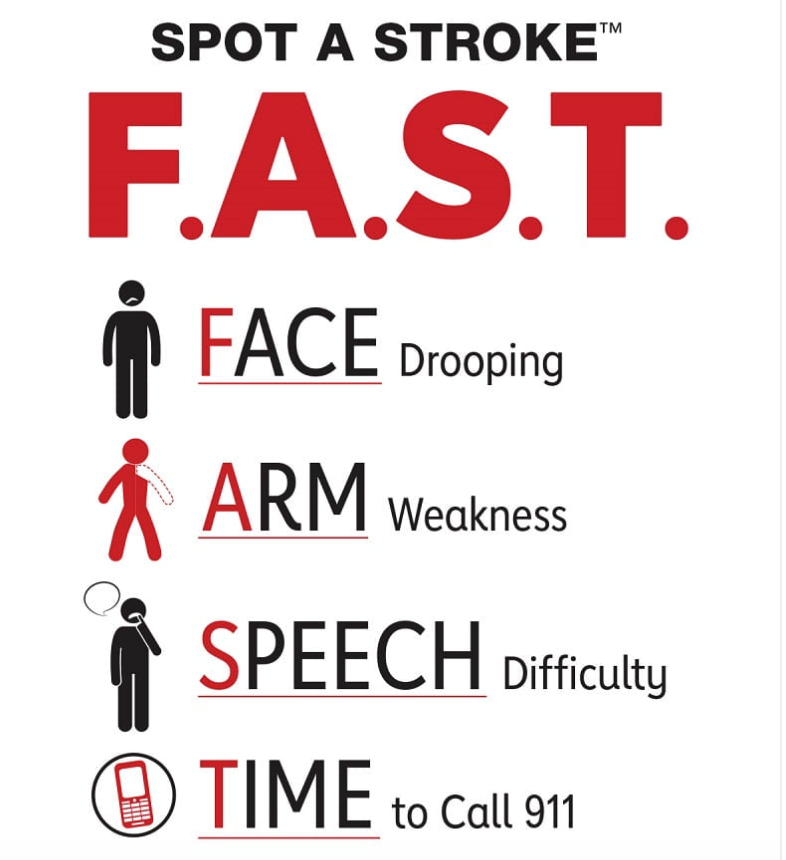 SPOT A STROKE™
F.A.S.T.
FACE Drooping
ARM Weakness
SPEECH Difficulty
TIME to Call 911